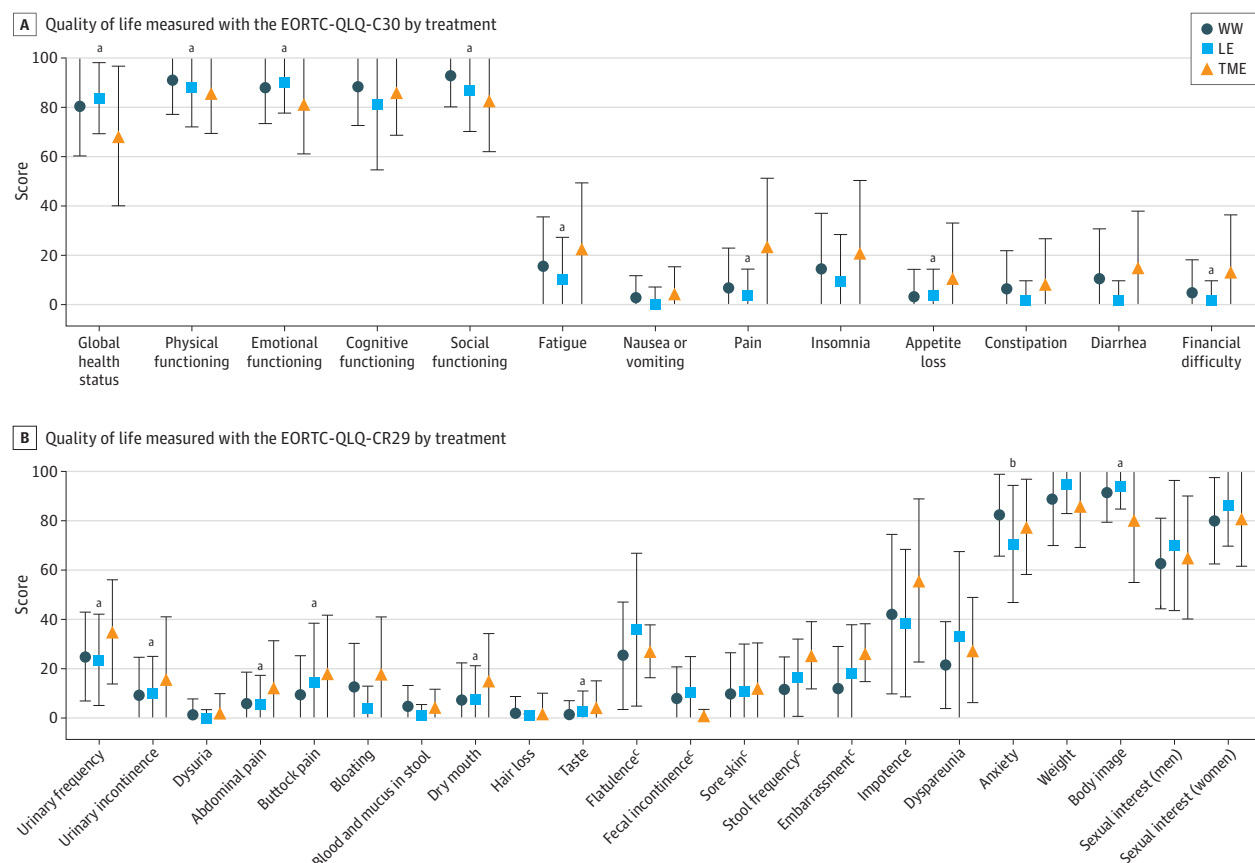 A Quality of life measured with the EORTC-QLQ-C30 by treatment
WW
LE
TME
100
80
60
40
20
0
Score
a a a a a a a a
Global health status
Physical functioning
Emotional functioning
Cognitive functioning
Social functioning
Fatigue
Nausea or vomiting
Pain
Insomnia
Appetite loss
Constipation
Diarrhea
Financial difficulty
B Quality of life measured with the EORTC-QLQ-CR29 by treatment
100
80
60
40
20
0
Score
a a a a a a b a
Urinary frequency
Urinary incontinence
Dysuria
Abdominal pain
Buttock pain
Bloating
Blood and mucus in stool
Dry mouth
Hair loss
Taste
Flatulencec
Fecal incontinencec
Sore skinc
Stool frequencyc
Embarrassmentc
Impotence
Dyspareunia
Anxiety
Weight
Body image
Sexual interest (men)
Sexual interest (women)